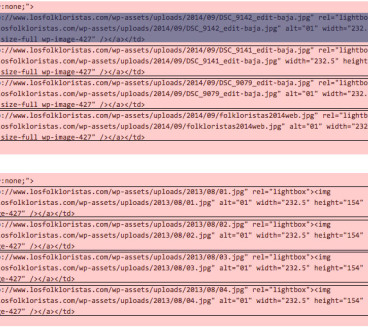 :none;">
://www.losfolkloristas.com/wp-assets/uploads/2014/09/DSC_9142_edit-baja.jpg" rel="lightbo
osfolkloristas.com/wp-assets/uploads/2014/09/DSC_9142_edit-baja.jpg" alt="01" width="232.
size-full wp-image-427" /></a></td>
://www.losfolkloristas.com/wp-assets/uploads/2014/09/DSC_9141_edit-baja.jpg" rel="lightbo
osfolkloristas.com/wp-assets/uploads/2014/09/DSC_9141_edit-baja.jpg" width="232.5" height
size-full wp-image-427" /></a></td>
://www.losfolkloristas.com/wp-assets/uploads/2014/09/DSC_9079_edit-baja.jpg" rel="lightbo
osfolkloristas.com/wp-assets/uploads/2014/09/DSC_9079_edit-baja.jpg" alt="01" width="232.
size-full wp-image-427" /></a></td>
://www.losfolkloristas.com/wp-assets/uploads/2014/09/folkloristas2014web.jpg" rel="lightb
osfolkloristas.com/wp-assets/uploads/2014/09/folkloristas2014web.jpg" alt="01" width="232
size-full wp-image-427" /></a></td>
:none;">
://www.losfolkloristas.com/wp-assets/uploads/2013/08/01.jpg" rel="lightbox"><img
osfolkloristas.com/wp-assets/uploads/2013/08/01.jpg" alt="01" width="232.5" height="154"
ge-427" /></a></td>
://www.losfolkloristas.com/wp-assets/uploads/2013/08/02.jpg" rel="lightbox"><img
osfolkloristas.com/wp-assets/uploads/2013/08/02.jpg" alt="01" width="232.5" height="154"
ge-427" /></a></td>
://www.losfolkloristas.com/wp-assets/uploads/2013/08/03.jpg" rel="lightbox"><img
osfolkloristas.com/wp-assets/uploads/2013/08/03.jpg" alt="01" width="232.5" height="154"
ge-427" /></a></td>
://www.losfolkloristas.com/wp-assets/uploads/2013/08/04.jpg" rel="lightbox"><img
osfolkloristas.com/wp-assets/uploads/2013/08/04.jpg" alt="01" width="232.5" height="154"
ge-427" /></a></td>